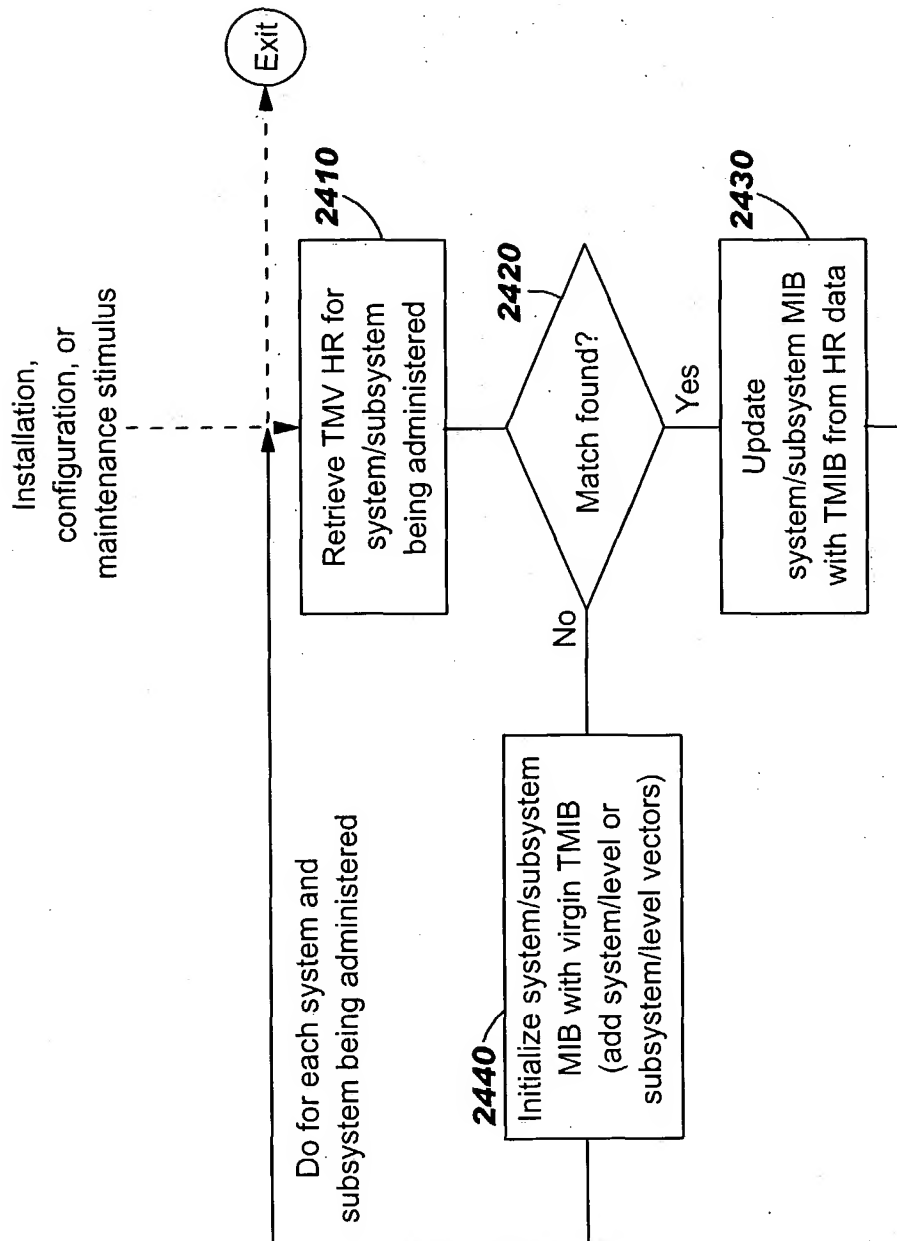 Installation,
configuration, or
maintenance stimulus
Exit
Do for each system and
subsystem being administered
2410
Retrieve TMV HR for
system/subsystem
being administered
2420
Match found?
No
Yes
2440
Initialize system/subsystem
MIB with virgin TMIB
(add system/level or
subsystem/level vectors)
2430
Update
system/subsystem MIB
with TMIB from HR data